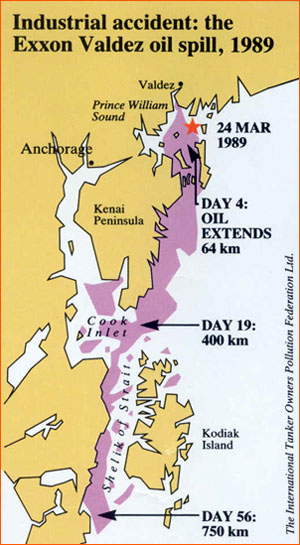 Industrial accident: the
Exxon Valdez oil spill, 1989
Valdez
Prince William
Sound
24 MAR
1989
Anchorage
Kenai
Peninsula
DAY 4:
OIL
EXTENDS
64 km
Cook
Inlet
DAY 19:
400 km
Shelikof Strait
Kodiak
Island
DAY 56:
750 km
The International Tanker Owners Pollution Federation Ltd.